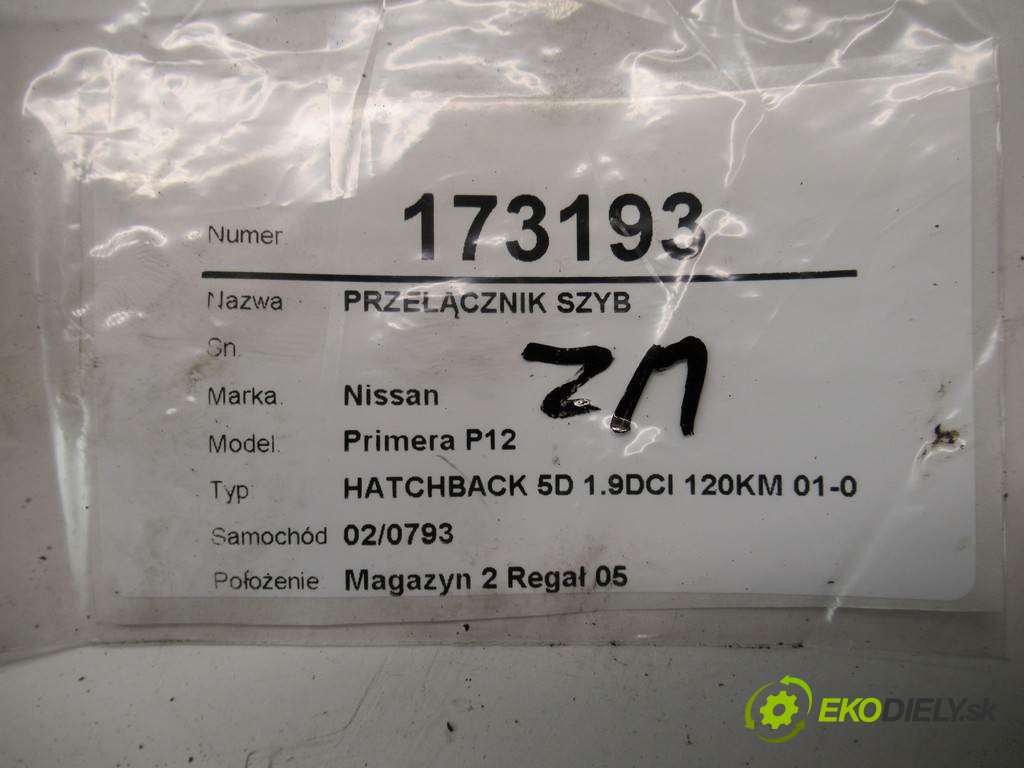 Numer 173193
Nazwa PRZEŁĄCZNIK SZYB
Sn.
Marka. Nissan
Model. Primera P12
Typ HATCHBACK 5D 1.9DCI 120KM 01-0
Samochód 02/0793
Położenie Magazyn 2 Regał 05
EKODIELY.sk